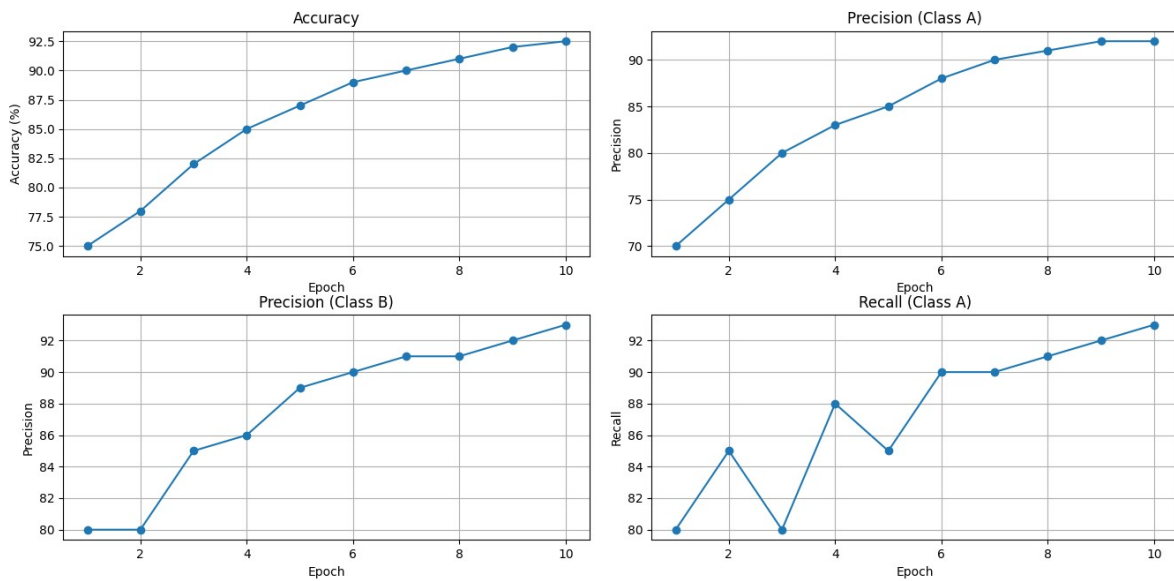 Accuracy
92.5
90.0
87.5
85.0
82.5
80.0
77.5
75.0
Accuracy (%)
2 4 6 8 10
Epoch
Precision (Class A)
90
85
80
75
70
Precision
2 4 6 8 10
Epoch
Precision (Class B)
92
90
88
86
84
82
80
Precision
2 4 6 8 10
Epoch
Recall (Class A)
92
90
88
86
84
82
80
Recall
2 4 6 8 10
Epoch